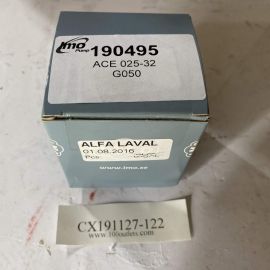 Imo
Pump
190495
ACE 025-32
G050
ALFA LAVAL
01.08.2016
Pcs
www.imo.se
CX191127-122
www.100outlets.com